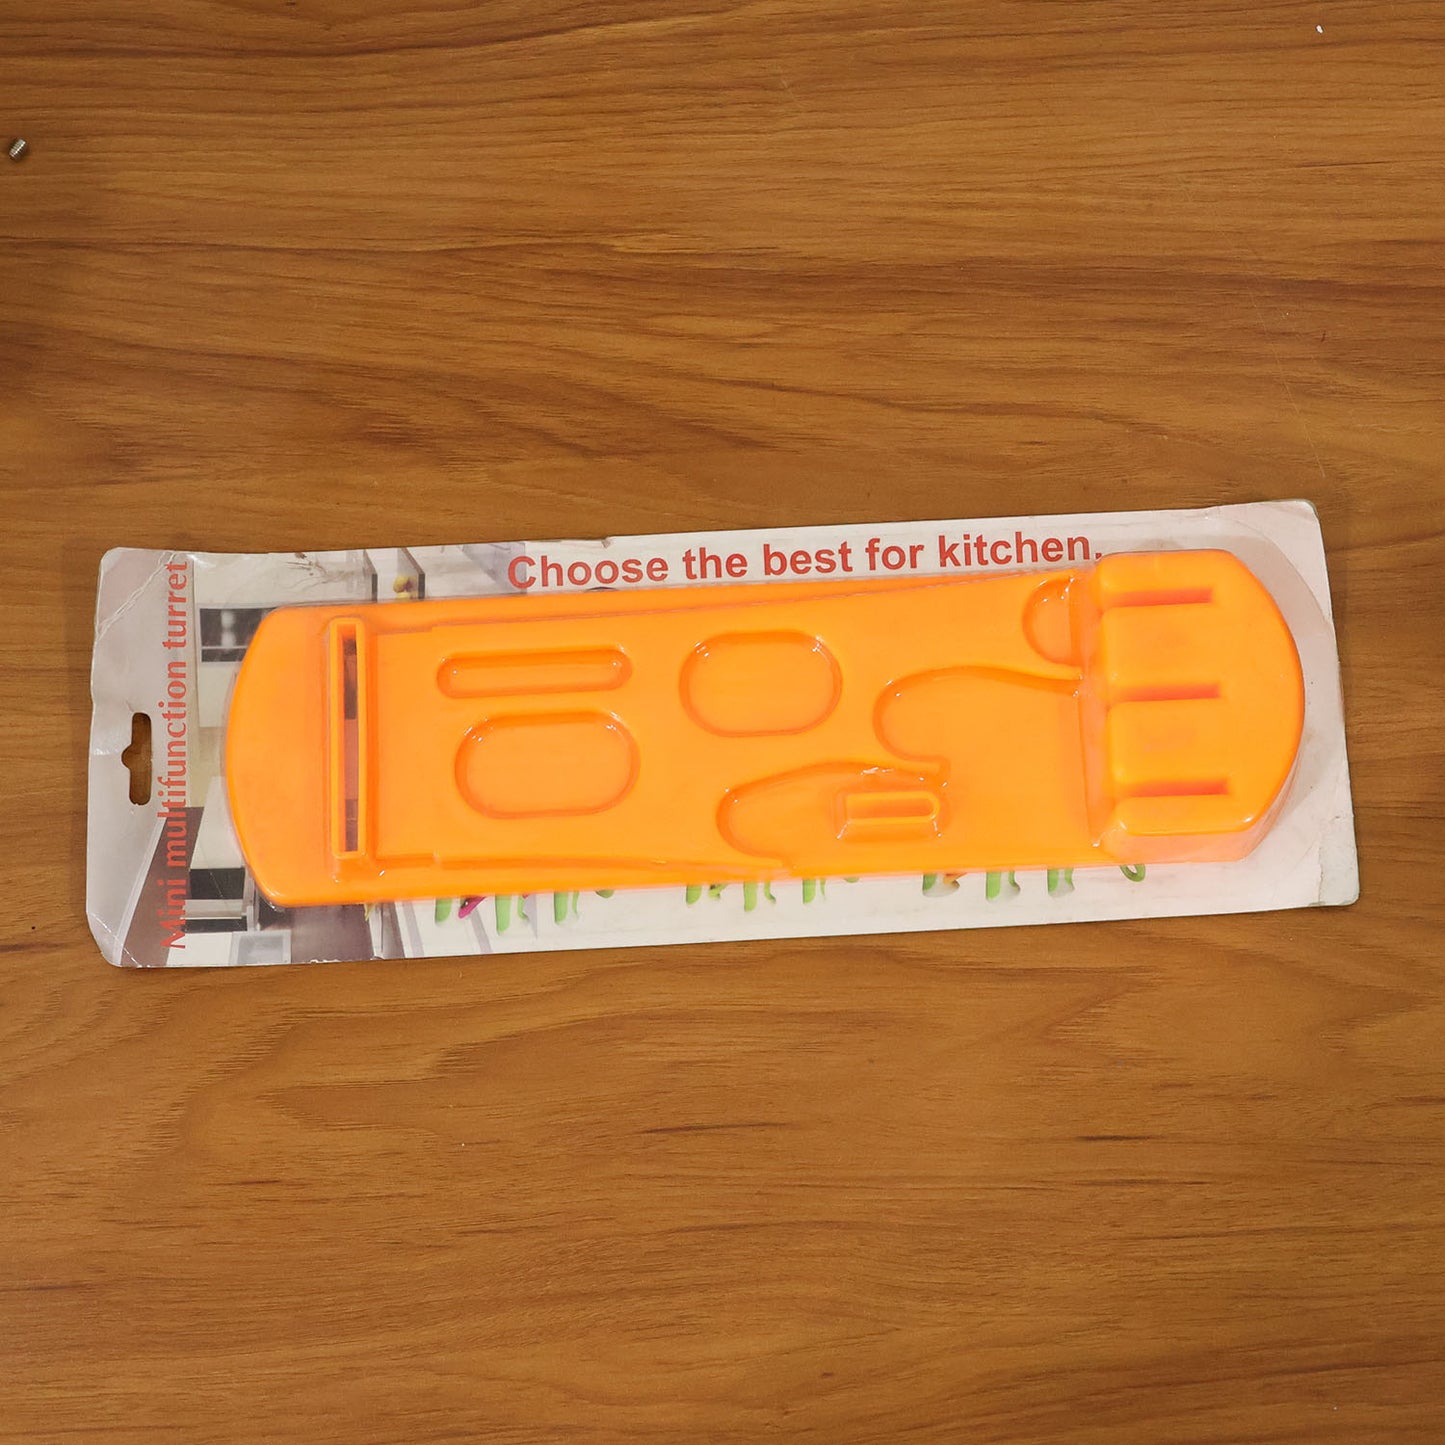 Choose the best for kitchen.
Mini multifunction turret